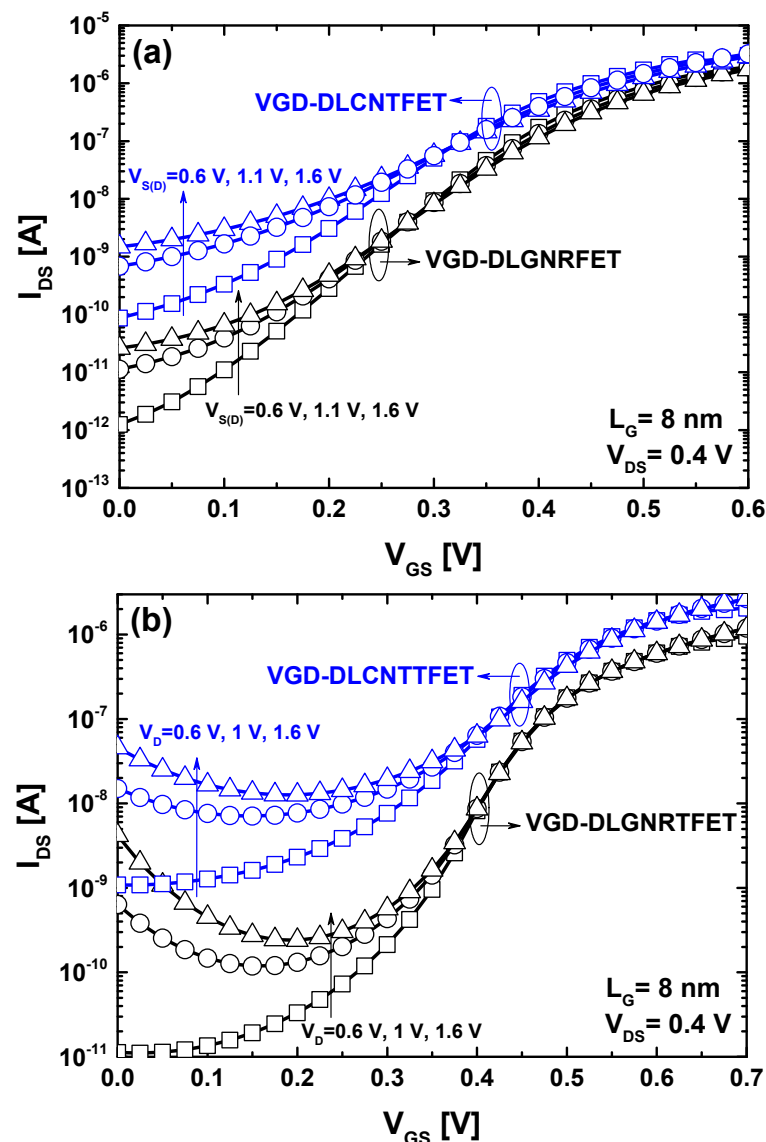 (a)
10⁻⁵
10⁻⁶
10⁻⁷
10⁻⁸
10⁻⁹
10⁻¹⁰
10⁻¹¹
10⁻¹²
10⁻¹³
I_DS [A]
VGD-DLCNTFET
V_S(D)=0.6 V, 1.1 V, 1.6 V
VGD-DLGNRFET
V_S(D)=0.6 V, 1.1 V, 1.6 V
L_G= 8 nm
V_DS= 0.4 V
0.0 0.1 0.2 0.3 0.4 0.5 0.6
V_GS [V]
(b)
10⁻⁶
10⁻⁷
10⁻⁸
10⁻⁹
10⁻¹⁰
10⁻¹¹
I_DS [A]
VGD-DLCNTTFET
V_D=0.6 V, 1 V, 1.6 V
VGD-DLGNRTFET
V_D=0.6 V, 1 V, 1.6 V
L_G= 8 nm
V_DS= 0.4 V
0.0 0.1 0.2 0.3 0.4 0.5 0.6 0.7
V_GS [V]